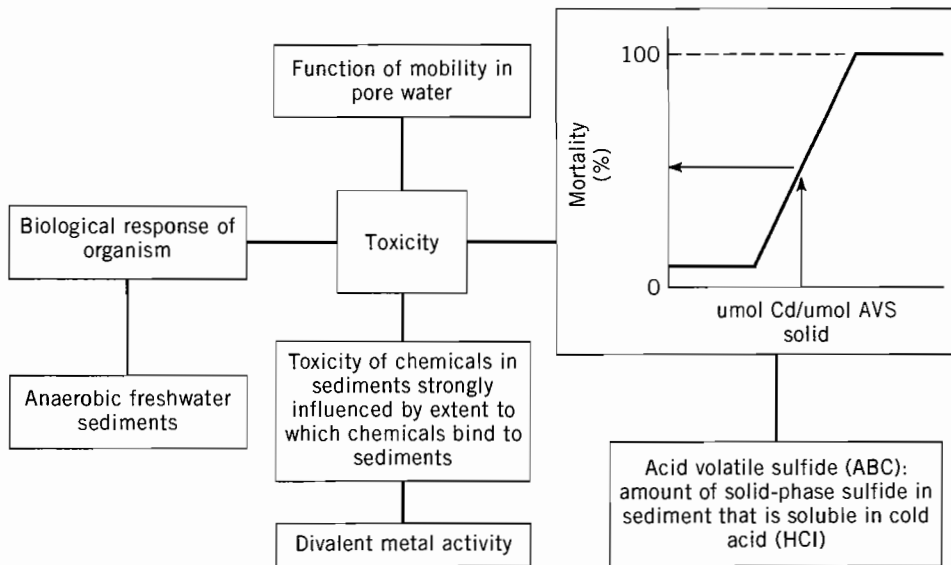 Function of mobility in
pore water
Biological response of
organism
Toxicity
Anaerobic freshwater
sediments
Toxicity of chemicals in
sediments strongly
influenced by extent to
which chemicals bind to
sediments
Divalent metal activity
100
Mortality
(%)
0
umol Cd/umol AVS
solid
Acid volatile sulfide (ABC):
amount of solid-phase sulfide in
sediment that is soluble in cold
acid (HCI)